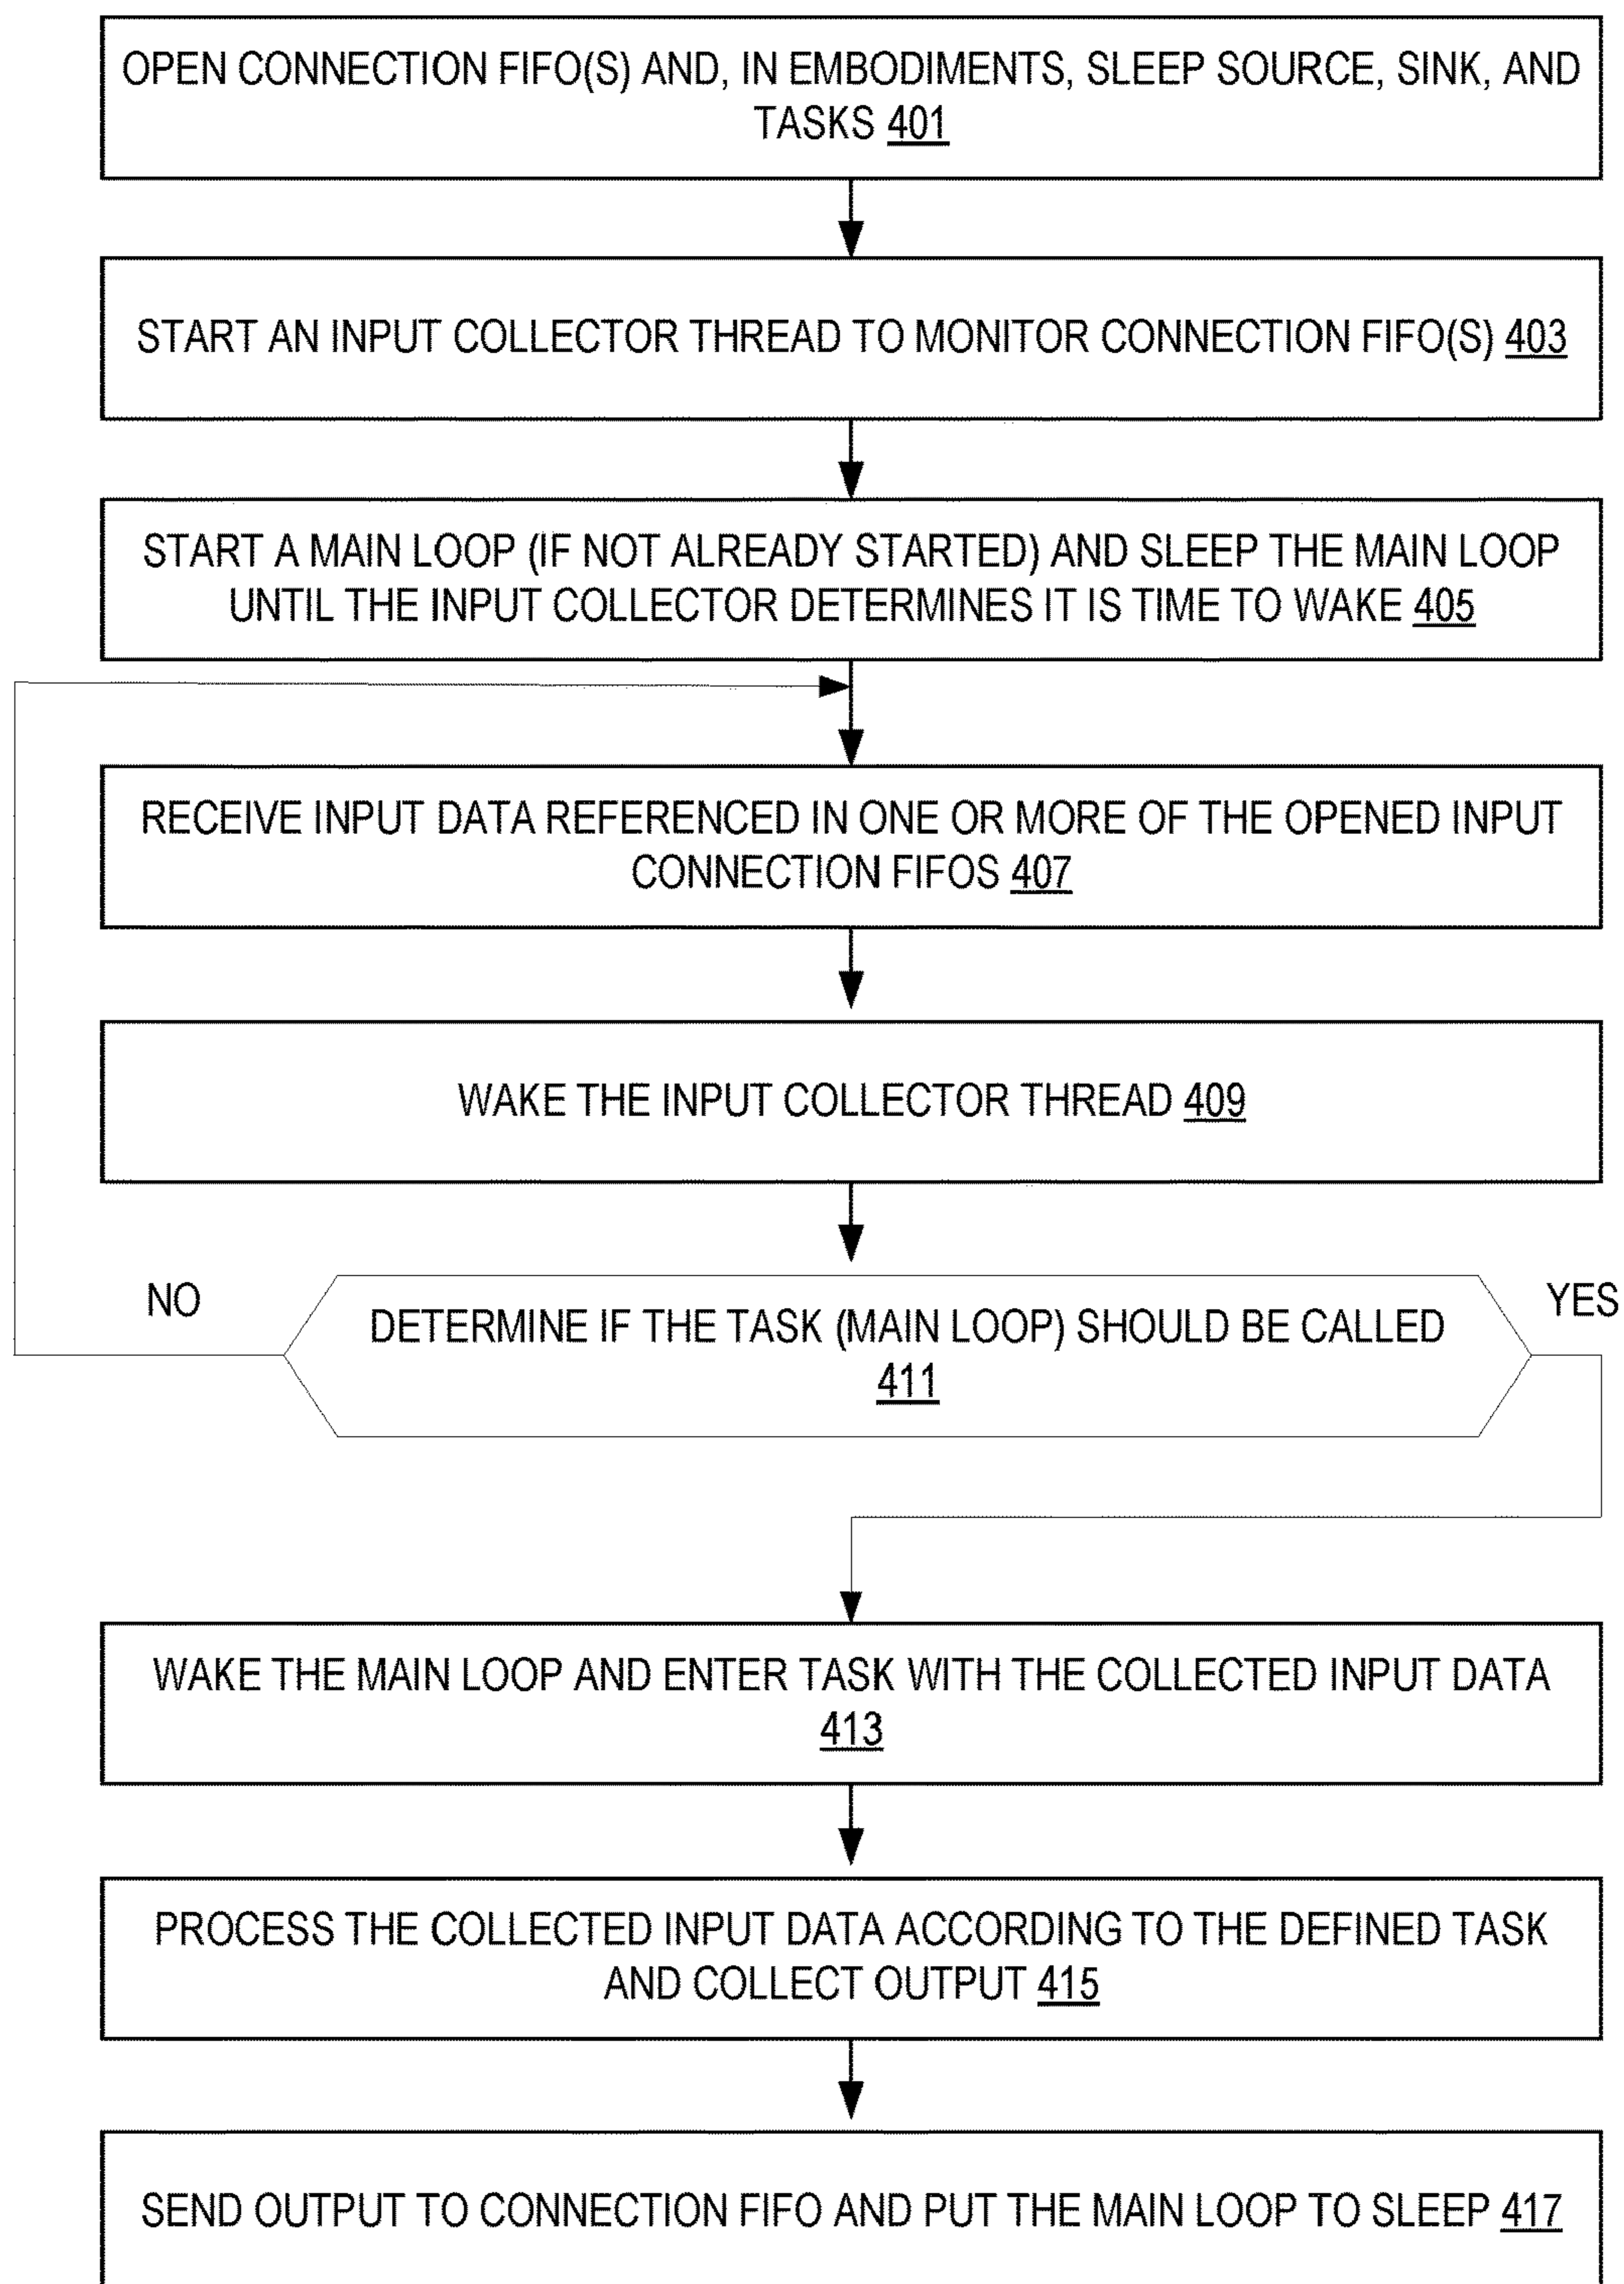 OPEN CONNECTION FIFO(S) AND, IN EMBODIMENTS, SLEEP SOURCE, SINK, AND
TASKS 401
START AN INPUT COLLECTOR THREAD TO MONITOR CONNECTION FIFO(S) 403
START A MAIN LOOP (IF NOT ALREADY STARTED) AND SLEEP THE MAIN LOOP
UNTIL THE INPUT COLLECTOR DETERMINES IT IS TIME TO WAKE 405
RECEIVE INPUT DATA REFERENCED IN ONE OR MORE OF THE OPENED INPUT
CONNECTION FIFOS 407
WAKE THE INPUT COLLECTOR THREAD 409
NO
YES
DETERMINE IF THE TASK (MAIN LOOP) SHOULD BE CALLED
411
WAKE THE MAIN LOOP AND ENTER TASK WITH THE COLLECTED INPUT DATA
413
PROCESS THE COLLECTED INPUT DATA ACCORDING TO THE DEFINED TASK
AND COLLECT OUTPUT 415
SEND OUTPUT TO CONNECTION FIFO AND PUT THE MAIN LOOP TO SLEEP 417